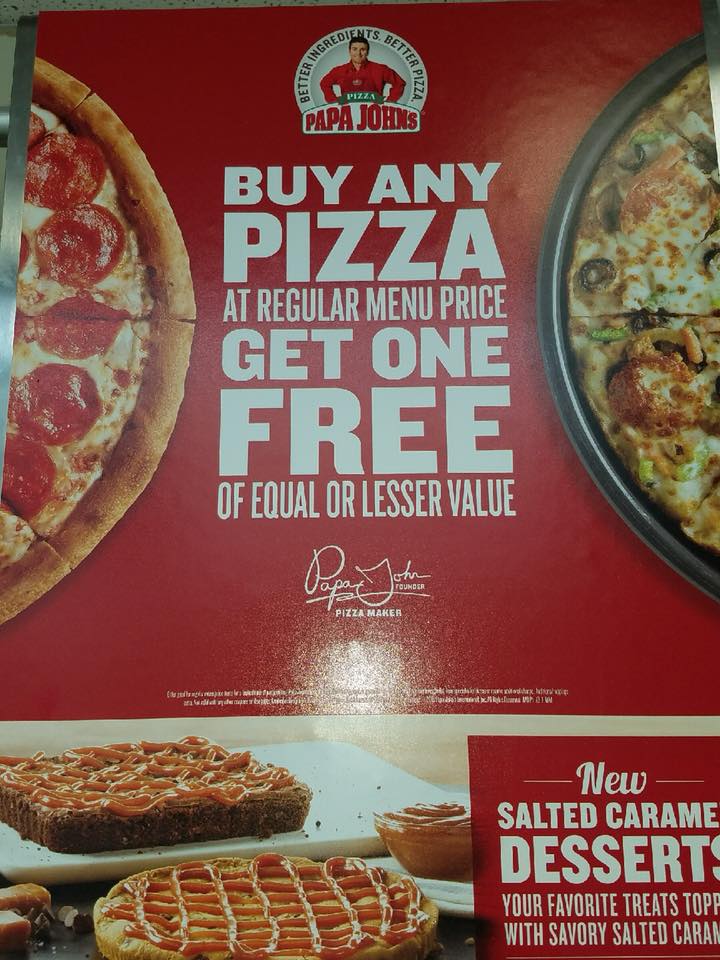 BETTER INGREDIENTS. BETTER PIZZA.
PIZZA
PAPA JOHNS
BUY ANY
PIZZA
AT REGULAR MENU PRICE
GET ONE
FREE
OF EQUAL OR LESSER VALUE
Papa John
FOUNDER
PIZZA MAKER
New
SALTED CARAME
DESSERTS
YOUR FAVORITE TREATS TOPP
WITH SAVORY SALTED CARAM